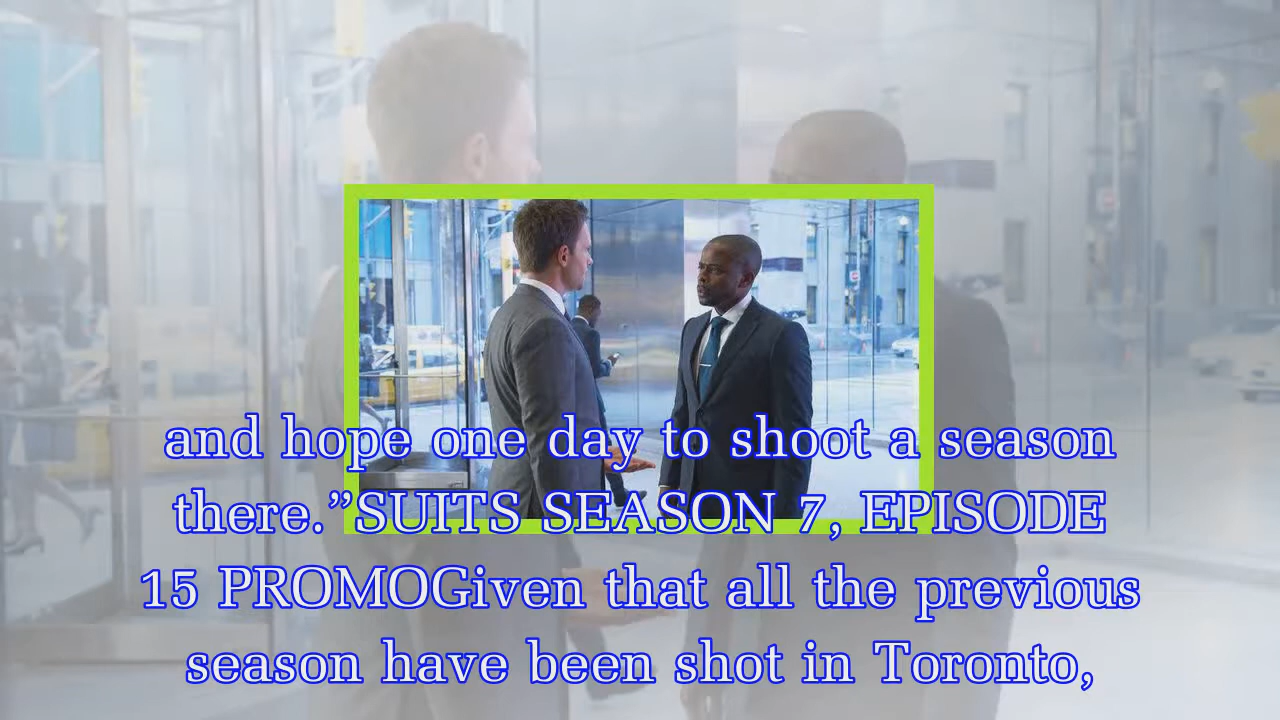 and hope one day to shoot a season
there.”SUITS SEASON 7, EPISODE
15 PROMOGiven that all the previous
season have been shot in Toronto,